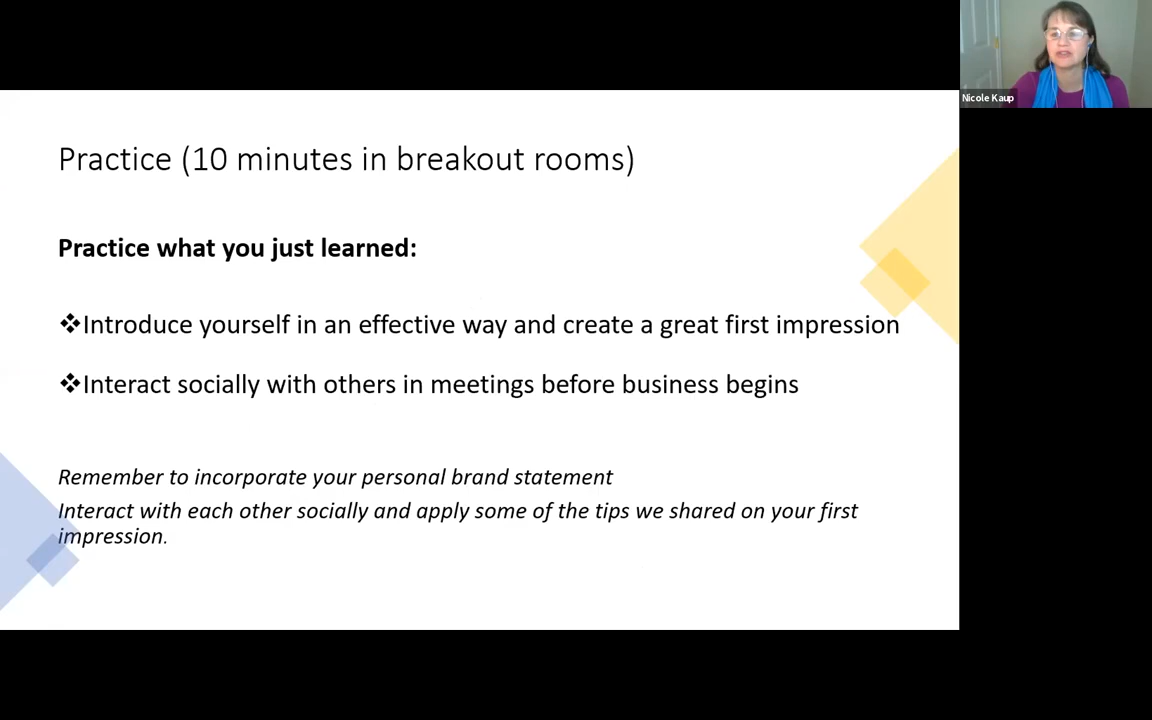 Nicole Kaup
Practice (10 minutes in breakout rooms)
Practice what you just learned:
❖Introduce yourself in an effective way and create a great first impression
❖Interact socially with others in meetings before business begins
Remember to incorporate your personal brand statement
Interact with each other socially and apply some of the tips we shared on your first
impression.